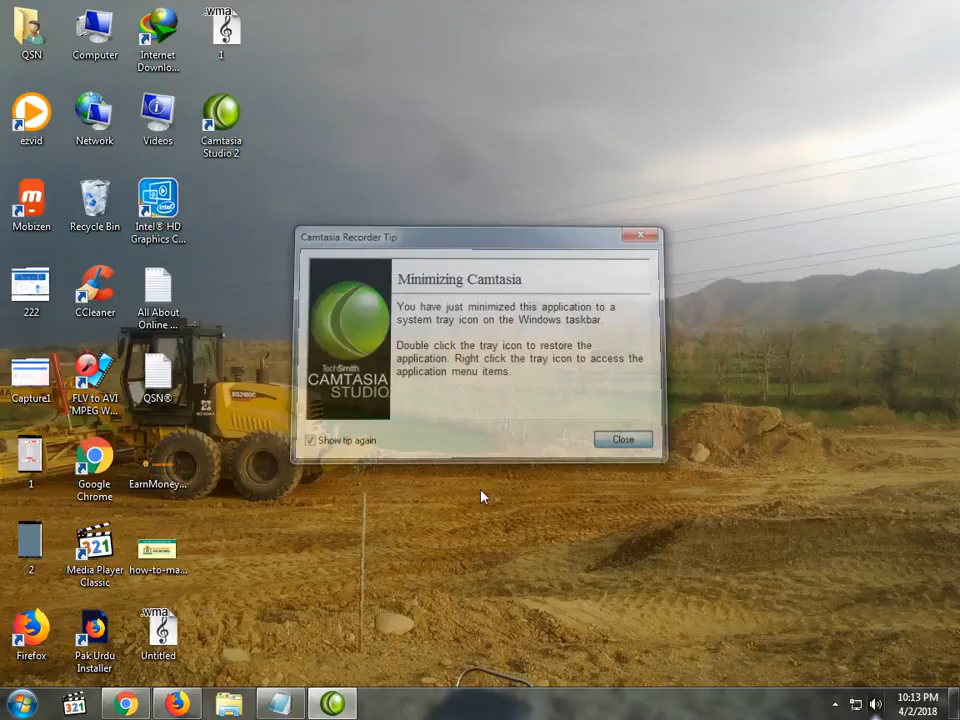 QSN
Computer
Internet
Downlo...
.wma
1
ezvid
Network
Videos
Camtasia
Studio 2
Mobizen
Recycle Bin
Intel® HD
Graphics C...
222
CCleaner
All About
Online ...
Capture1
FLV to AVI
MPEG W...
QSN®
1
Google
Chrome
EarnMoney...
2
321
Media Player
Classic
how-to-ma...
Firefox
Pak Urdu
Installer
.wma
Untitled
Camtasia Recorder Tip
Minimizing Camtasia
You have just minimized this application to a
system tray icon on the Windows taskbar.
Double click the tray icon to restore the
application. Right click the tray icon to access the
application menu items.
TechSmith
CAMTASIA
STUDIO
Show tip again
Close
321
10:13 PM
4/2/2018